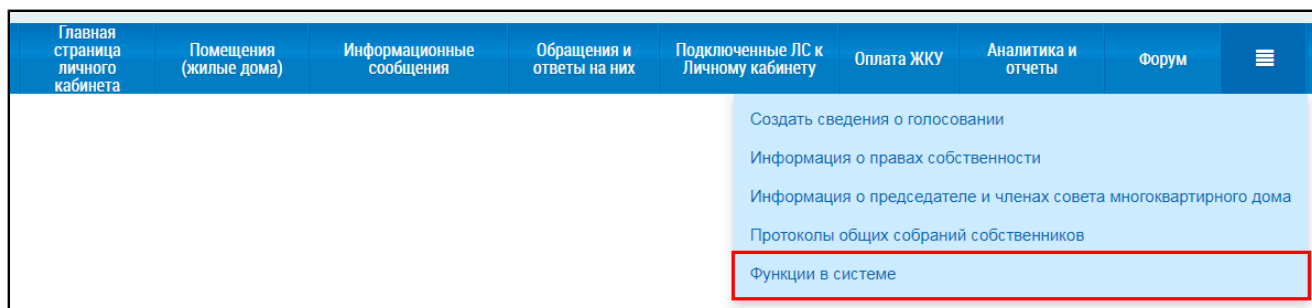 Главная
страница
личного
кабинета
Помещения
(жилые дома)
Информационные
сообщения
Обращения и
ответы на них
Подключенные ЛС к
Личному кабинету
Оплата ЖКУ
Аналитика и
отчеты
Форум
Создать сведения о голосовании
Информация о правах собственности
Информация о председателе и членах совета многоквартирного дома
Протоколы общих собраний собственников
Функции в системе